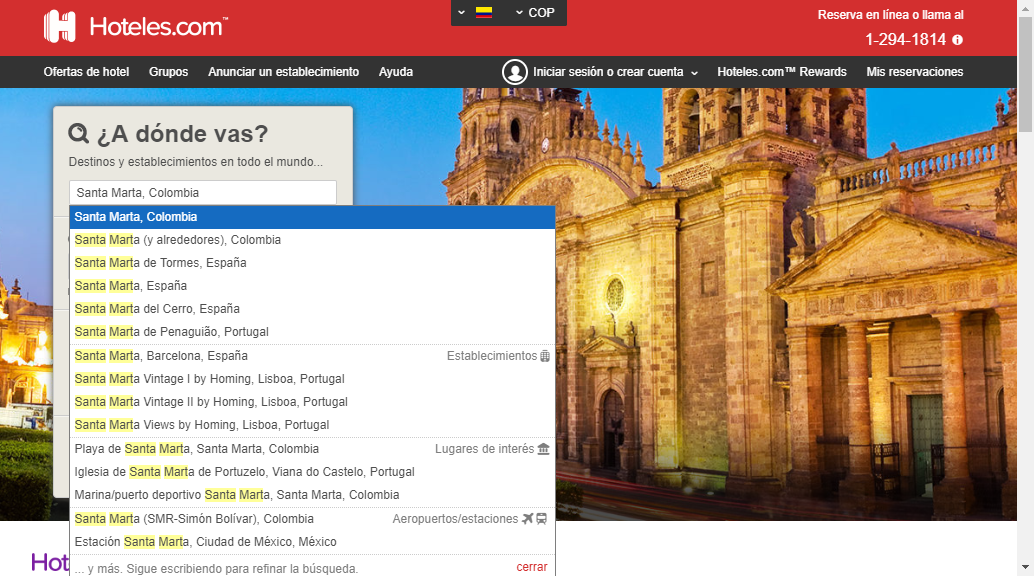 Hoteles.com™
COP
Reserva en línea o llama al
1-294-1814
Ofertas de hotel Grupos Anunciar un establecimiento Ayuda Iniciar sesión o crear cuenta Hoteles.com™ Rewards Mis reservaciones
¿A dónde vas?
Destinos y establecimientos en todo el mundo...
Santa Marta, Colombia
Santa Marta, Colombia
Santa Marta (y alrededores), Colombia
Santa Marta de Tormes, España
Santa Marta, España
Santa Marta del Cerro, España
Santa Marta de Penaguião, Portugal
Santa Marta, Barcelona, España Establecimientos
Santa Marta Vintage I by Homing, Lisboa, Portugal
Santa Marta Vintage II by Homing, Lisboa, Portugal
Santa Marta Views by Homing, Lisboa, Portugal
Playa de Santa Marta, Santa Marta, Colombia Lugares de interés
Iglesia de Santa Marta de Portuzelo, Viana do Castelo, Portugal
Marina/puerto deportivo Santa Marta, Santa Marta, Colombia
Santa Marta (SMR-Simón Bolívar), Colombia Aeropuertos/estaciones
Estación Santa Marta, Ciudad de México, México
... y más. Sigue escribiendo para refinar la búsqueda. cerrar
Hot